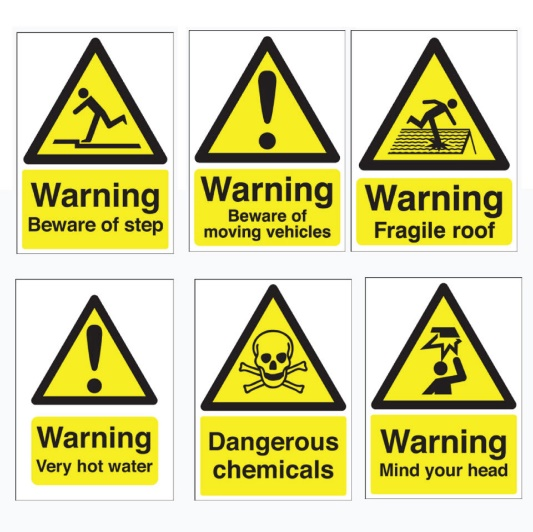 Warning
Beware of step
Warning
Beware of
moving vehicles
Warning
Fragile roof
Warning
Very hot water
Dangerous
chemicals
Warning
Mind your head